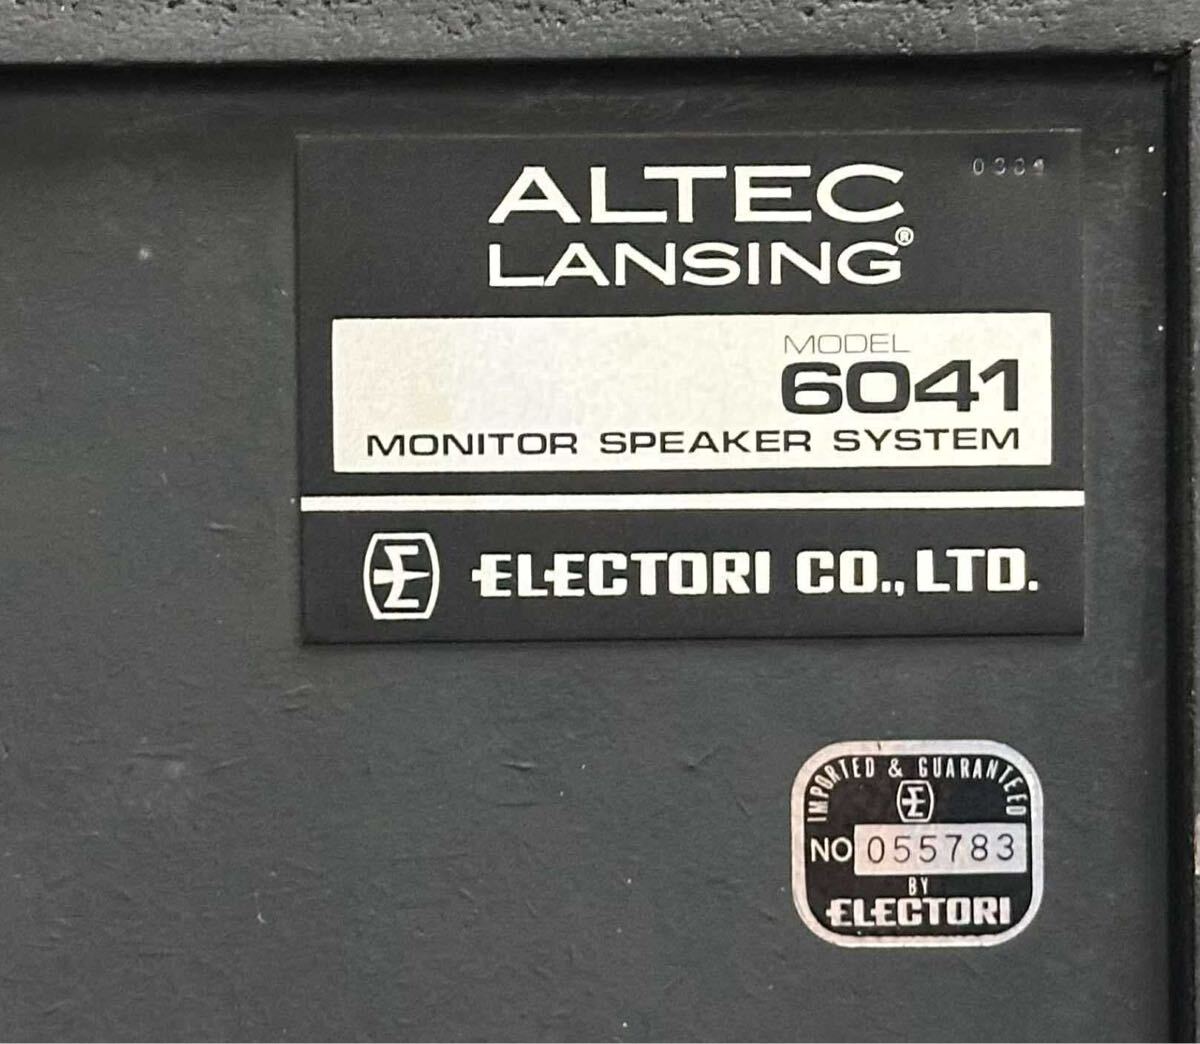 ALTEC
LANSING®
MODEL
6041
MONITOR SPEAKER SYSTEM
ELECTORI CO., LTD.
IMPORTED & GUARANTEED
NO 055783
BY
ELECTORI